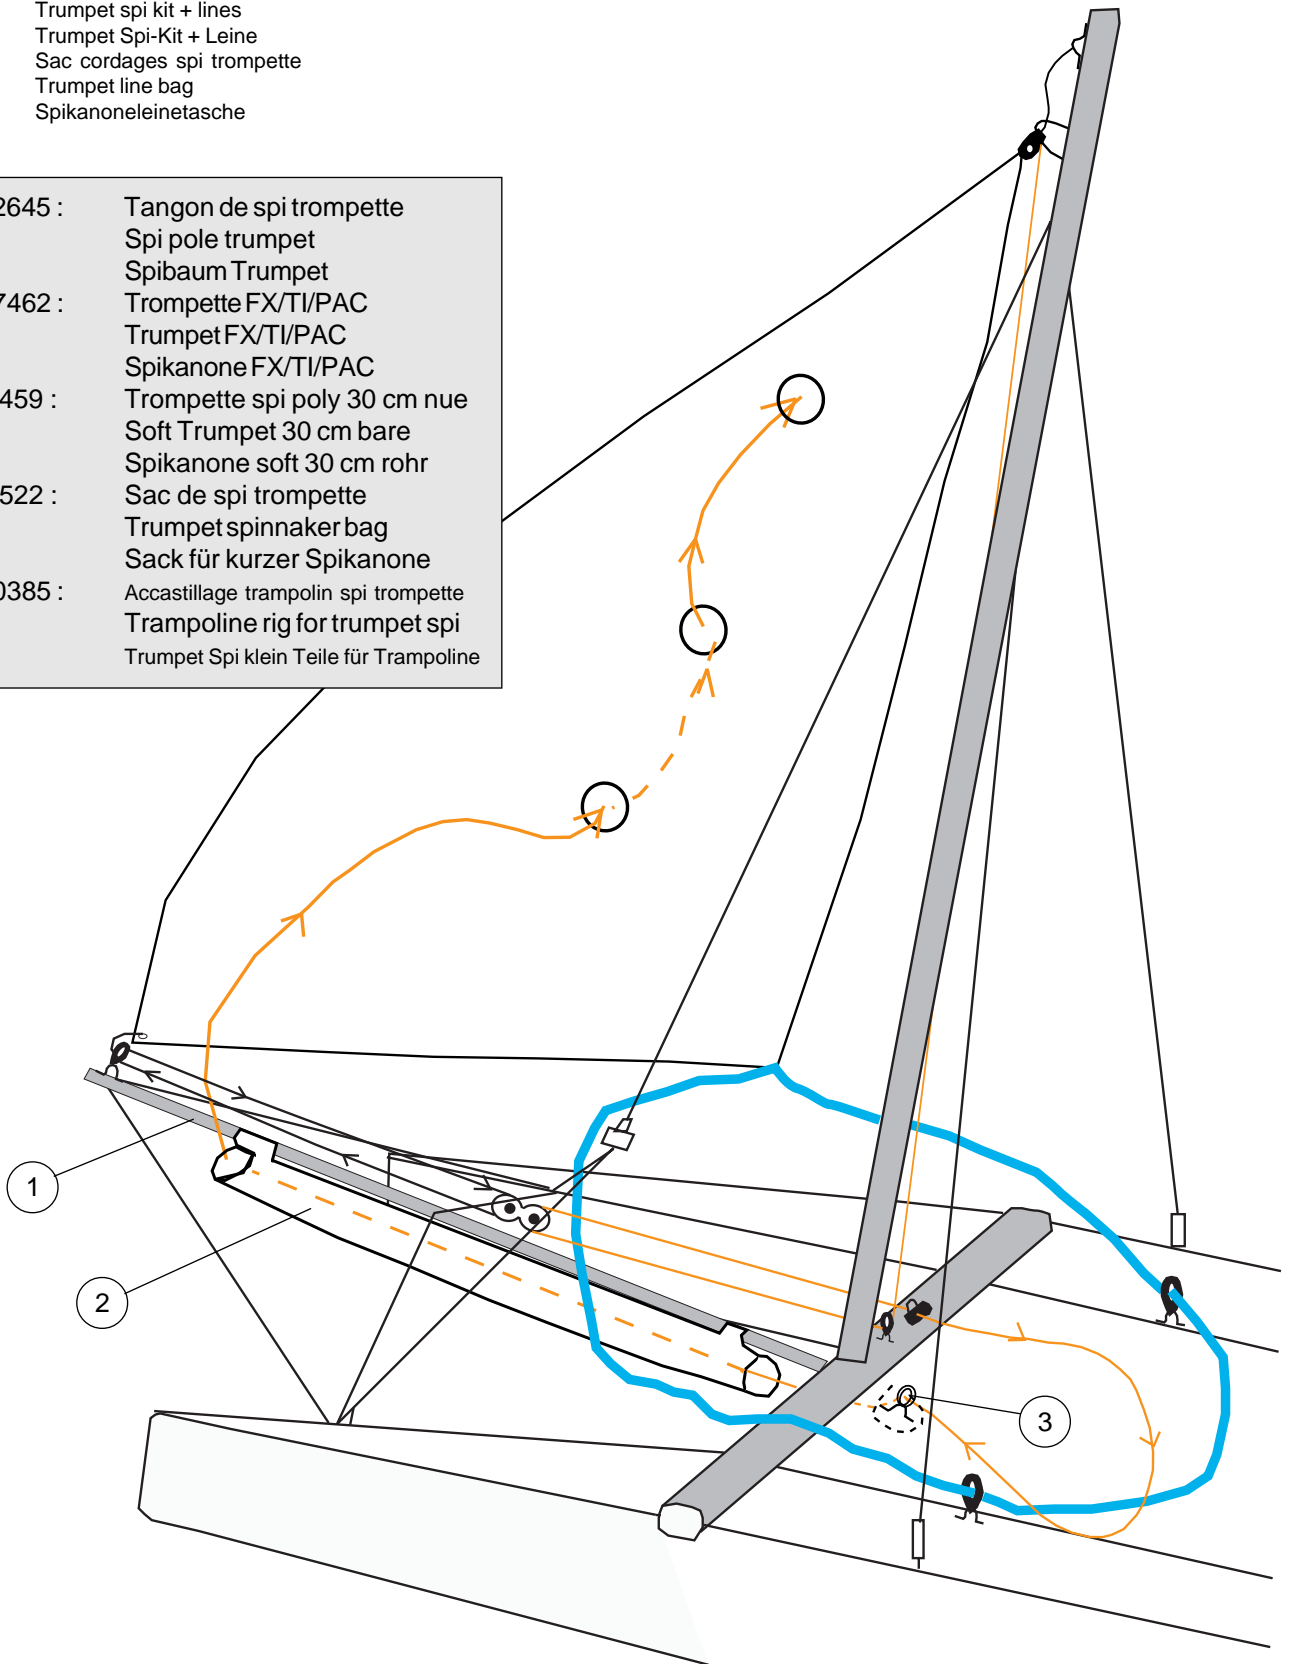 Trumpet spi kit + lines
Trumpet Spi-Kit + Leine
Sac cordages spi trompette
Trumpet line bag
Spikanoneleinetasche
2645 : Tangon de spi trompette
Spi pole trumpet
Spibaum Trumpet
7462 : Trompette FX/TI/PAC
Trumpet FX/TI/PAC
Spikanone FX/TI/PAC
459 : Trompette spi poly 30 cm nue
Soft Trumpet 30 cm bare
Spikanone soft 30 cm rohr
522 : Sac de spi trompette
Trumpet spinnaker bag
Sack für kurzer Spikanone
0385 : Accastillage trampolin spi trompette
Trampoline rig for trumpet spi
Trumpet Spi klein Teile für Trampoline
1
2
3